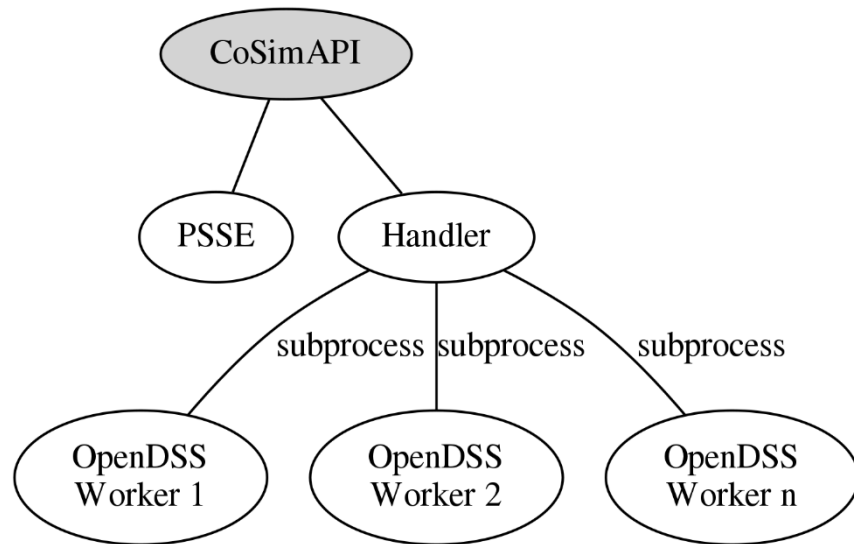 CoSimAPI
PSSE
Handler
subprocess
subprocess
subprocess
OpenDSS
Worker 1
OpenDSS
Worker 2
OpenDSS
Worker n